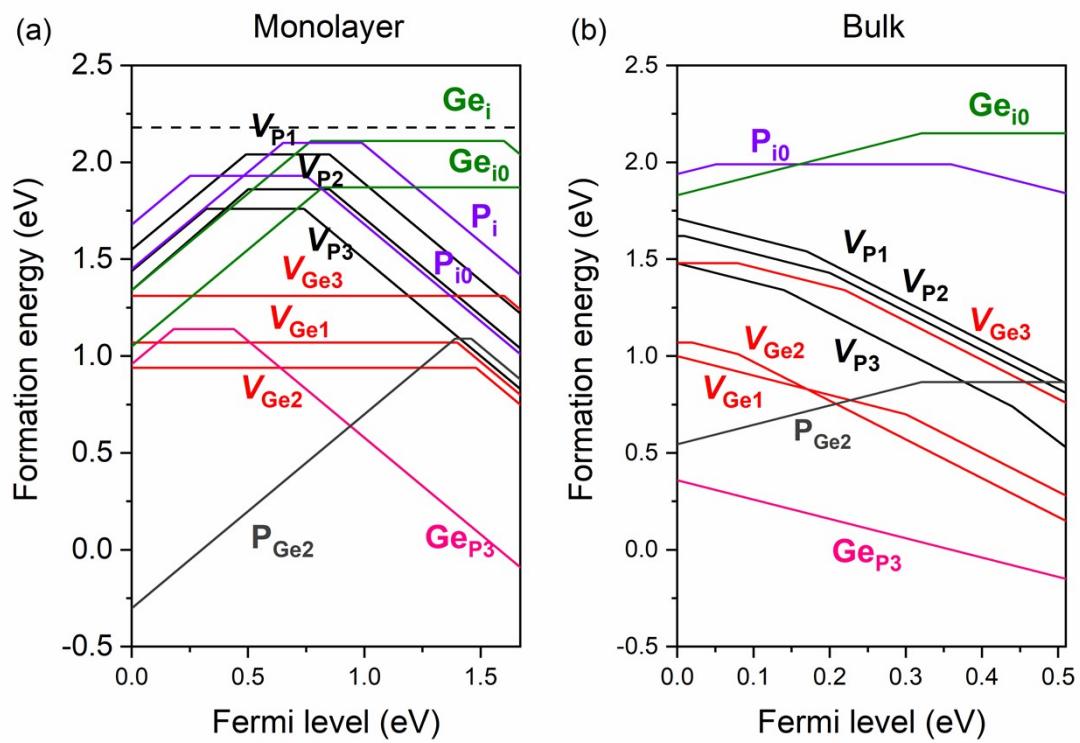 (a) Monolayer
2.5
2.0
1.5
1.0
0.5
0.0
-0.5
Formation energy (eV)
Ge_i
V_P1
Ge_i0
V_P2
P_i
V_P3
P_i0
V_Ge3
V_Ge1
V_Ge2
P_Ge2
Ge_P3
0.0 0.5 1.0 1.5
Fermi level (eV)
(b) Bulk
2.5
2.0
1.5
1.0
0.5
0.0
-0.5
Formation energy (eV)
Ge_i0
P_i0
V_P1
V_P2
V_Ge3
V_Ge2
V_P3
V_Ge1
P_Ge2
Ge_P3
0.0 0.1 0.2 0.3 0.4 0.5
Fermi level (eV)